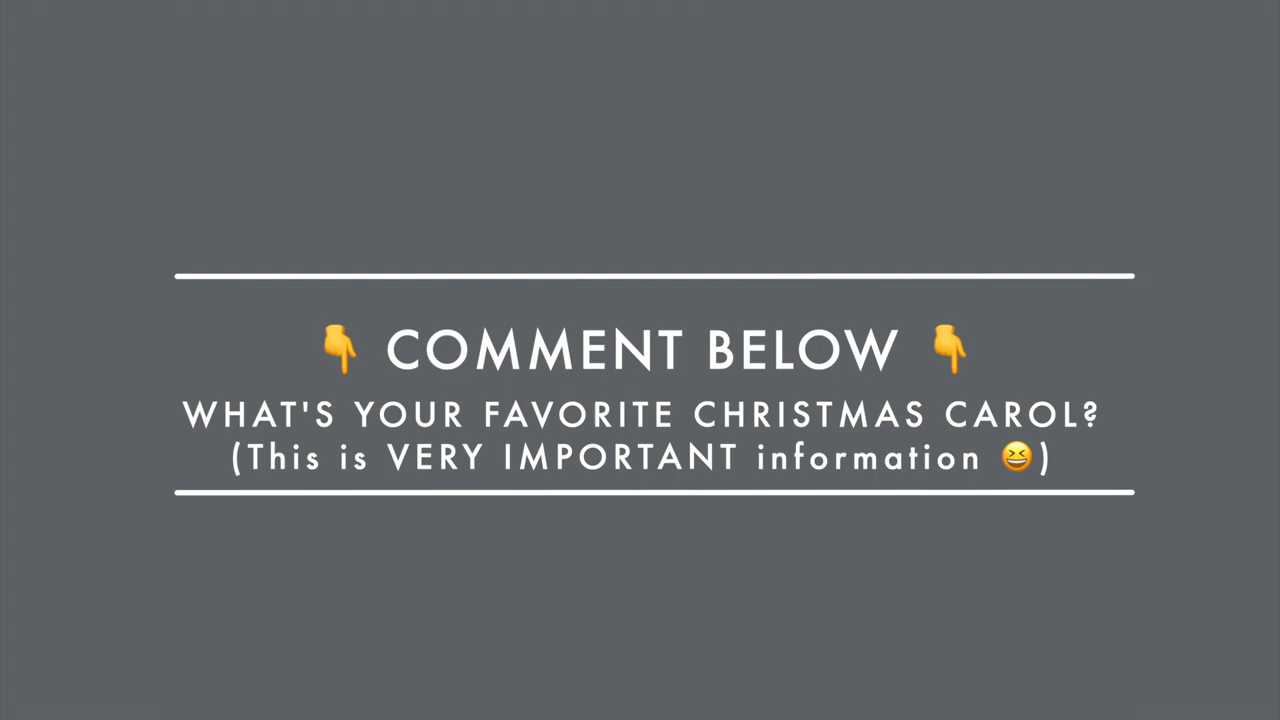 👇 COMMENT BELOW 👇
WHAT'S YOUR FAVORITE CHRISTMAS CAROL?
(This is VERY IMPORTANT information 😆)